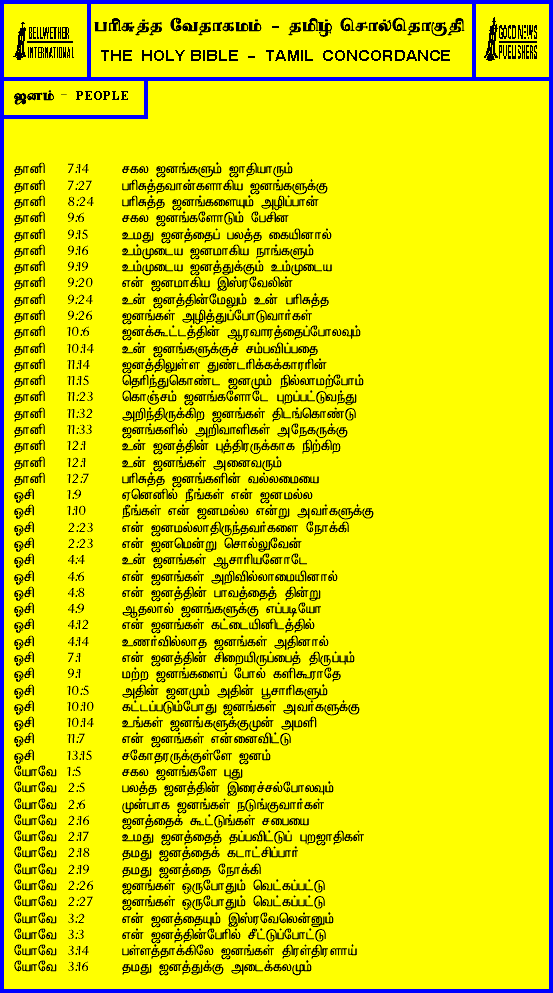 BELLWETHER
INTERNATIONAL
பரிசுத்த வேதாகமம் - தமிழ் சொல்தொகுதி
THE HOLY BIBLE - TAMIL CONCORDANCE
GOOD NEWS
PUBLISHERS
ஜனம் - PEOPLE
தானி 7:14 சகல ஜனங்களும் ஜாதியாரும்
தானி 7:27 பரிசுத்தவான்களாகிய ஜனங்களுக்கு
தானி 8:24 பரிசுத்த ஜனங்களையும் அழிப்பான்
தானி 9:6 சகல ஜனங்களோடும் பேசின
தானி 9:15 உமது ஜனத்தைப் பலத்த கையினால்
தானி 9:16 உம்முடைய ஜனமாகிய நாங்களும்
தானி 9:19 உம்முடைய ஜனத்துக்கும் உம்முடைய
தானி 9:20 என் ஜனமாகிய இஸ்ரவேலின்
தானி 9:24 உன் ஜனத்தின்மேலும் உன் பரிசுத்த
தானி 9:26 ஜனங்கள் அழித்துப்போடுவார்கள்
தானி 10:6 ஜனக்கூட்டத்தின் ஆரவாரத்தைப்போலவும்
தானி 10:14 உன் ஜனங்களுக்குச் சம்பவிப்பதை
தானி 11:14 ஜனத்திலுள்ள துண்டரிக்கக்காரரின்
தானி 11:15 தெரிந்துகொண்ட ஜனமும் நில்லாமற்போம்
தானி 11:23 கொஞ்சம் ஜனங்களோடே புறப்பட்டுவந்து
தானி 11:32 அறிந்திருக்கிற ஜனங்கள் திடங்கொண்டு
தானி 11:33 ஜனங்களில் அறிவாளிகள் அநேகருக்கு
தானி 12:1 உன் ஜனத்தின் புத்திரருக்காக நிற்கிற
தானி 12:1 உன் ஜனங்கள் அனைவரும்
தானி 12:7 பரிசுத்த ஜனங்களின் வல்லமையை
ஓசி 1:9 ஏனெனில் நீங்கள் என் ஜனமல்ல
ஓசி 1:10 நீங்கள் என் ஜனமல்ல என்று அவர்களுக்கு
ஓசி 2:23 என் ஜனமல்லாதிருந்தவர்களை நோக்கி
ஓசி 2:23 என் ஜனமென்று சொல்லுவேன்
ஓசி 4:4 உன் ஜனங்கள் ஆசாரியனோடே
ஓசி 4:6 என் ஜனங்கள் அறிவில்லாமையினால்
ஓசி 4:8 என் ஜனத்தின் பாவத்தைத் தின்று
ஓசி 4:9 ஆதலால் ஜனங்களுக்கு எப்படியோ
ஓசி 4:12 என் ஜனங்கள் கட்டையினிடத்தில்
ஓசி 4:14 உணர்வில்லாத ஜனங்கள் அதினால்
ஓசி 7:1 என் ஜனத்தின் சிறையிருப்பைத் திருப்பும்
ஓசி 9:1 மற்ற ஜனங்களைப் போல் களிகூராதே
ஓசி 10:5 அதின் ஜனமும் அதின் பூசாரிகளும்
ஓசி 10:10 கட்டப்படும்போது ஜனங்கள் அவர்களுக்கு
ஓசி 10:14 உங்கள் ஜனங்களுக்குமுன் அமளி
ஓசி 11:7 என் ஜனங்கள் என்னைவிட்டு
ஓசி 13:15 சகோதரருக்குள்ளே ஜனம்
யோவே 1:5 சகல ஜனங்களே புது
யோவே 2:5 பலத்த ஜனத்தின் இரைச்சல்போலவும்
யோவே 2:6 முன்பாக ஜனங்கள் நடுங்குவார்கள்
யோவே 2:16 ஜனத்தைக் கூட்டுங்கள் சபையை
யோவே 2:17 உமது ஜனத்தைத் தப்பவிட்டுப் புறஜாதிகள்
யோவே 2:18 தமது ஜனத்தைக் கடாட்சிப்பார்
யோவே 2:19 தமது ஜனத்தை நோக்கி
யோவே 2:26 ஜனங்கள் ஒருபோதும் வெட்கப்பட்டு
யோவே 2:27 ஜனங்கள் ஒருபோதும் வெட்கப்பட்டு
யோவே 3:2 என் ஜனத்தையும் இஸ்ரவேலென்னும்
யோவே 3:3 என் ஜனத்தின்பேரில் சீட்டுப்போட்டு
யோவே 3:14 பள்ளத்தாக்கிலே ஜனங்கள் திரள்திரளாய்
யோவே 3:16 தமது ஜனத்துக்கு அடைக்கலமும்